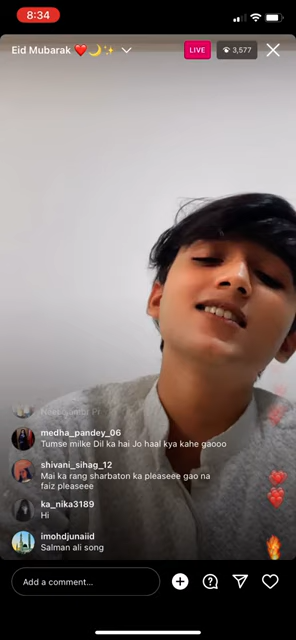 8:34
Eid Mubarak ❤️🌙✨
LIVE
3,577
medha_pandey_06
Tumse milke Dil ka hai Jo haal kya kahe gaooo
shivani_sihag_12
Mai ka rang sharbaton ka pleaseee gao na
faiz pleaseee
ka_nika3189
Hi
imohdjunaiid
Salman ali song
Add a comment...